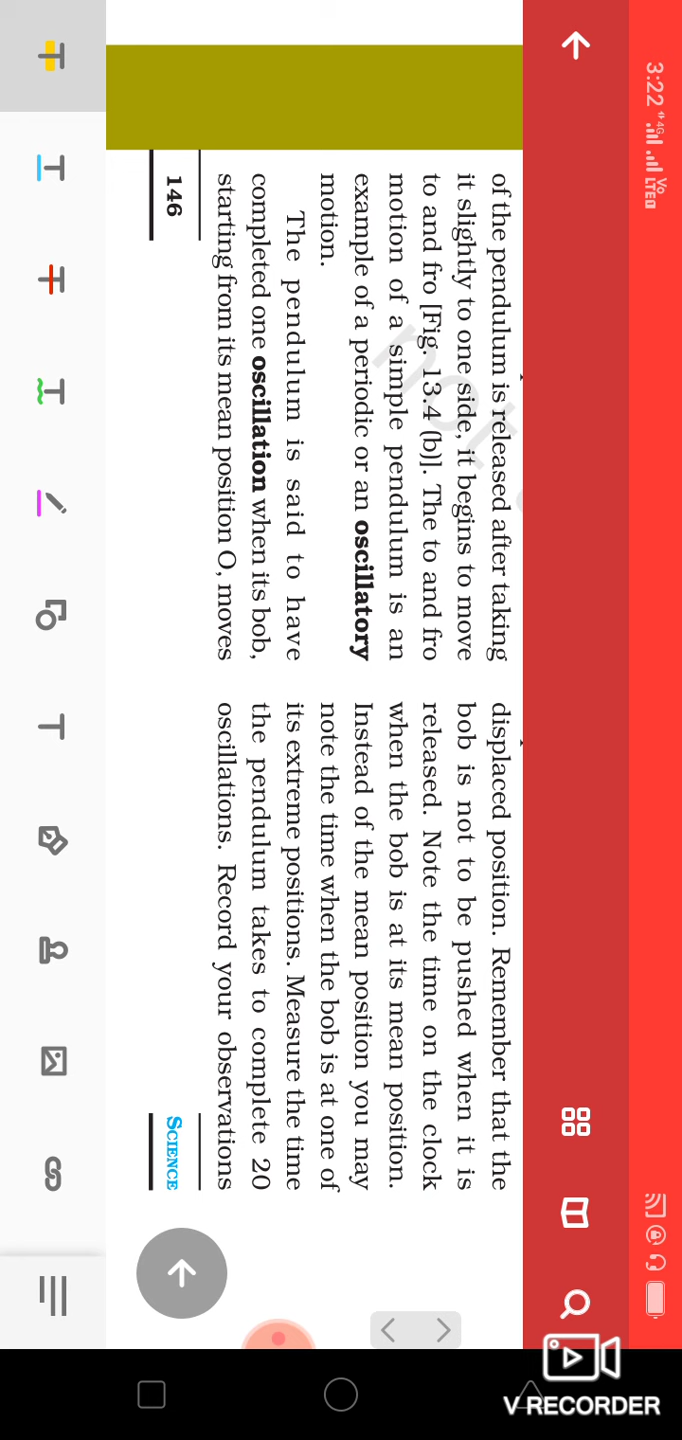 3:22 4G Vo LTE
of the pendulum is released after taking
it slightly to one side, it begins to move
to and fro [Fig. 13.4 (b)]. The to and fro
motion of a simple pendulum is an
example of a periodic or an oscillatory
motion.
The pendulum is said to have
completed one oscillation when its bob,
starting from its mean position O, moves
146
displaced position. Remember that the
bob is not to be pushed when it is
released. Note the time on the clock
when the bob is at its mean position.
Instead of the mean position you may
note the time when the bob is at one of
its extreme positions. Measure the time
the pendulum takes to complete 20
oscillations. Record your observations
SCIENCE
not
V RECORDER